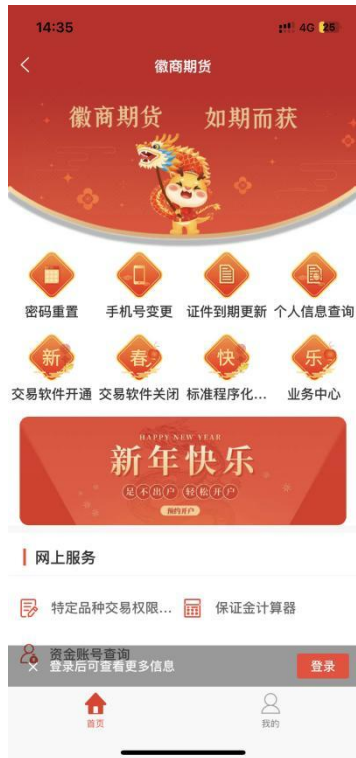 14:35
4G 25
徽商期货
徽商期货 如期而获
密码重置 手机号变更 证件到期更新 个人信息查询
新 春 快 乐
交易软件开通 交易软件关闭 标准程序化... 业务中心
HAPPY NEW YEAR
新年快乐
足不出户 轻松开户
预约开户
网上服务
特定品种交易权限... 保证金计算器
资金账号查询
× 登录后可查看更多信息 登录
首页 我的